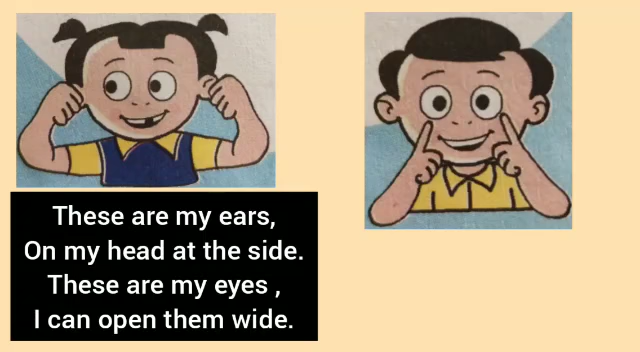 These are my ears,
On my head at the side.
These are my eyes ,
I can open them wide.